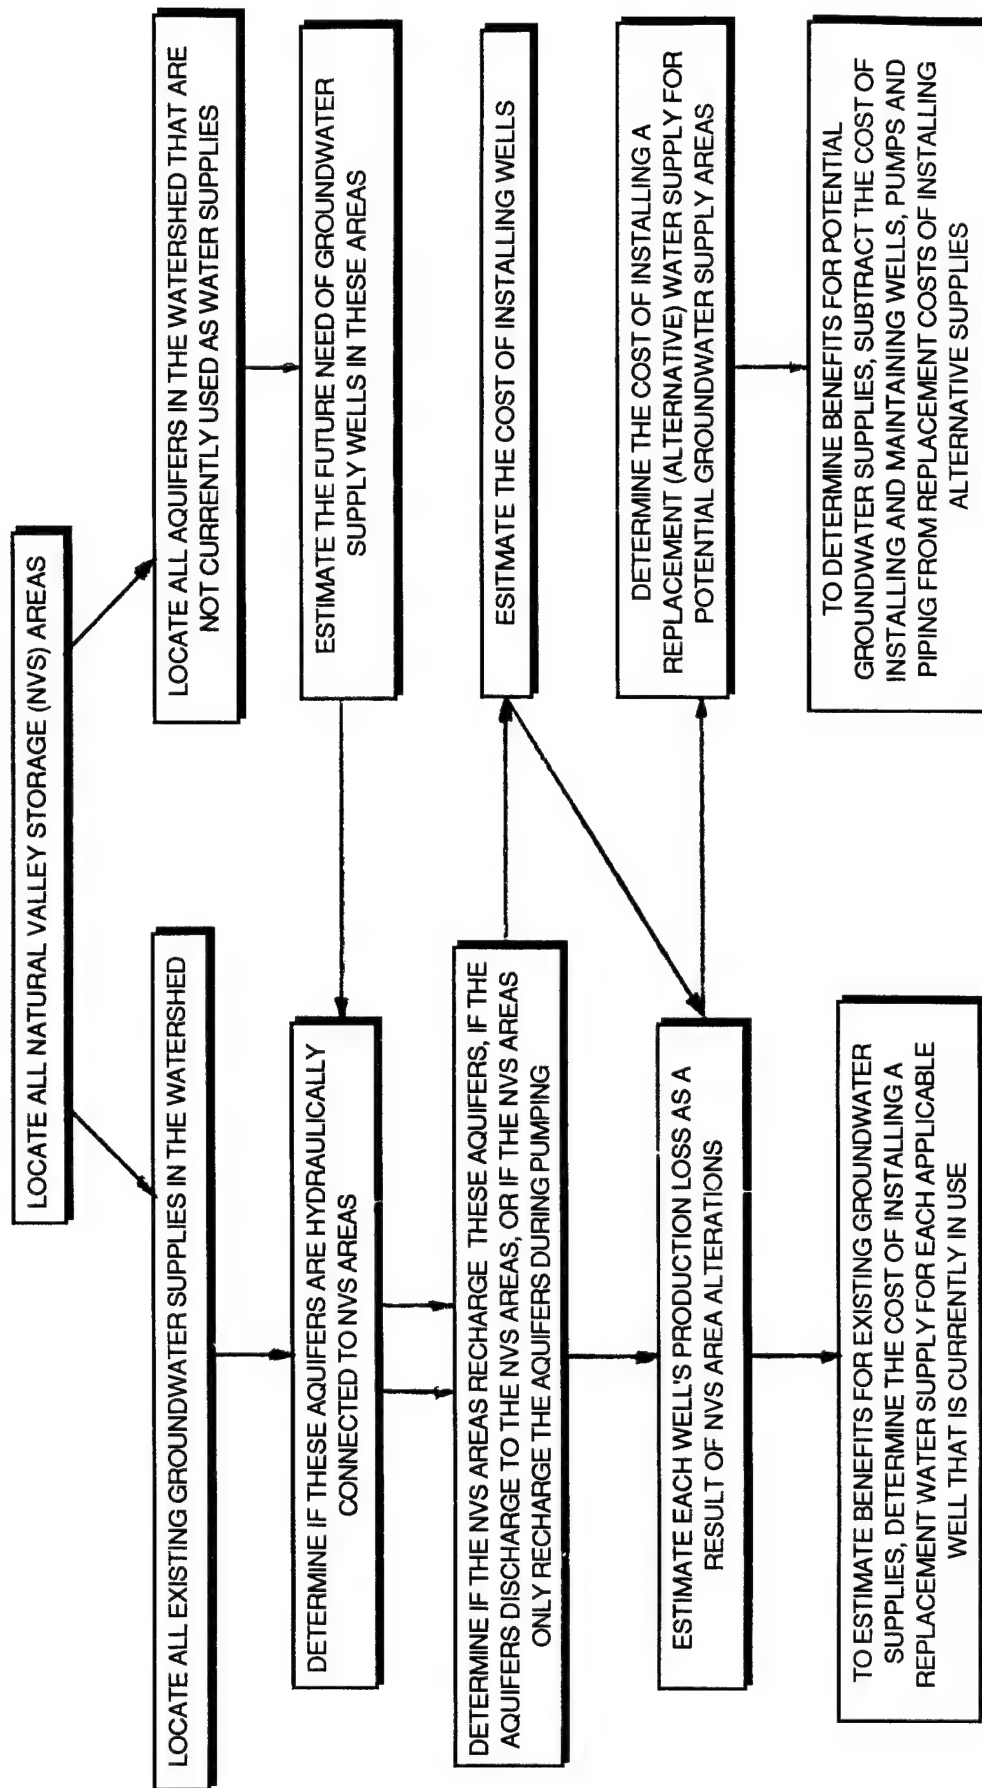 LOCATE ALL NATURAL VALLEY STORAGE (NVS) AREAS
LOCATE ALL EXISTING GROUNDWATER SUPPLIES IN THE WATERSHED
LOCATE ALL AQUIFERS IN THE WATERSHED THAT ARE
NOT CURRENTLY USED AS WATER SUPPLIES
DETERMINE IF THESE AQUIFERS ARE HYDRAULICALLY
CONNECTED TO NVS AREAS
ESTIMATE THE FUTURE NEED OF GROUNDWATER
SUPPLY WELLS IN THESE AREAS
DETERMINE IF THE NVS AREAS RECHARGE THESE AQUIFERS, IF THE
AQUIFERS DISCHARGE TO THE NVS AREAS, OR IF THE NVS AREAS
ONLY RECHARGE THE AQUIFERS DURING PUMPING
ESITMATE THE COST OF INSTALLING WELLS
ESTIMATE EACH WELL'S PRODUCTION LOSS AS A
RESULT OF NVS AREA ALTERATIONS
DETERMINE THE COST OF INSTALLING A
REPLACEMENT (ALTERNATIVE) WATER SUPPLY FOR
POTENTIAL GROUNDWATER SUPPLY AREAS
TO ESTIMATE BENEFITS FOR EXISTING GROUNDWATER
SUPPLIES, DETERMINE THE COST OF INSTALLING A
REPLACEMENT WATER SUPPLY FOR EACH APPLICABLE
WELL THAT IS CURRENTLY IN USE
TO DETERMINE BENEFITS FOR POTENTIAL
GROUNDWATER SUPPLIES, SUBTRACT THE COST OF
INSTALLING AND MAINTAINING WELLS, PUMPS AND
PIPING FROM REPLACEMENT COSTS OF INSTALLING
ALTERNATIVE SUPPLIES